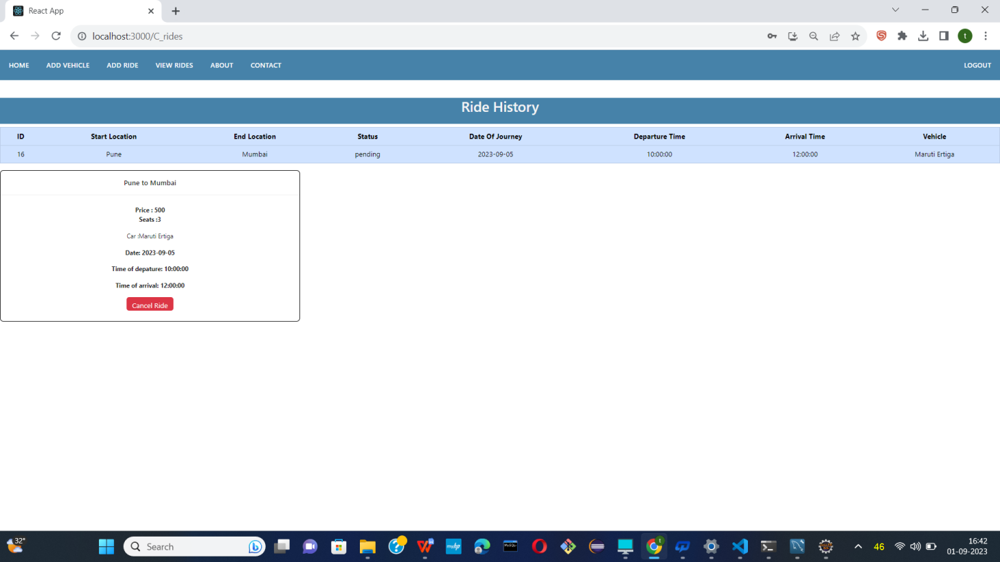 React App
localhost:3000/C_rides
t
HOME ADD VEHICLE ADD RIDE VIEW RIDES ABOUT CONTACT LOGOUT
Ride History
ID Start Location End Location Status Date Of Journey Departure Time Arrival Time Vehicle
16 Pune Mumbai pending 2023-09-05 10:00:00 12:00:00 Maruti Ertiga
Pune to Mumbai
Price : 500
Seats :3
Car :Maruti Ertiga
Date: 2023-09-05
Time of depature: 10:00:00
Time of arrival: 12:00:00
Cancel Ride
32°
Search
46
16:42
01-09-2023